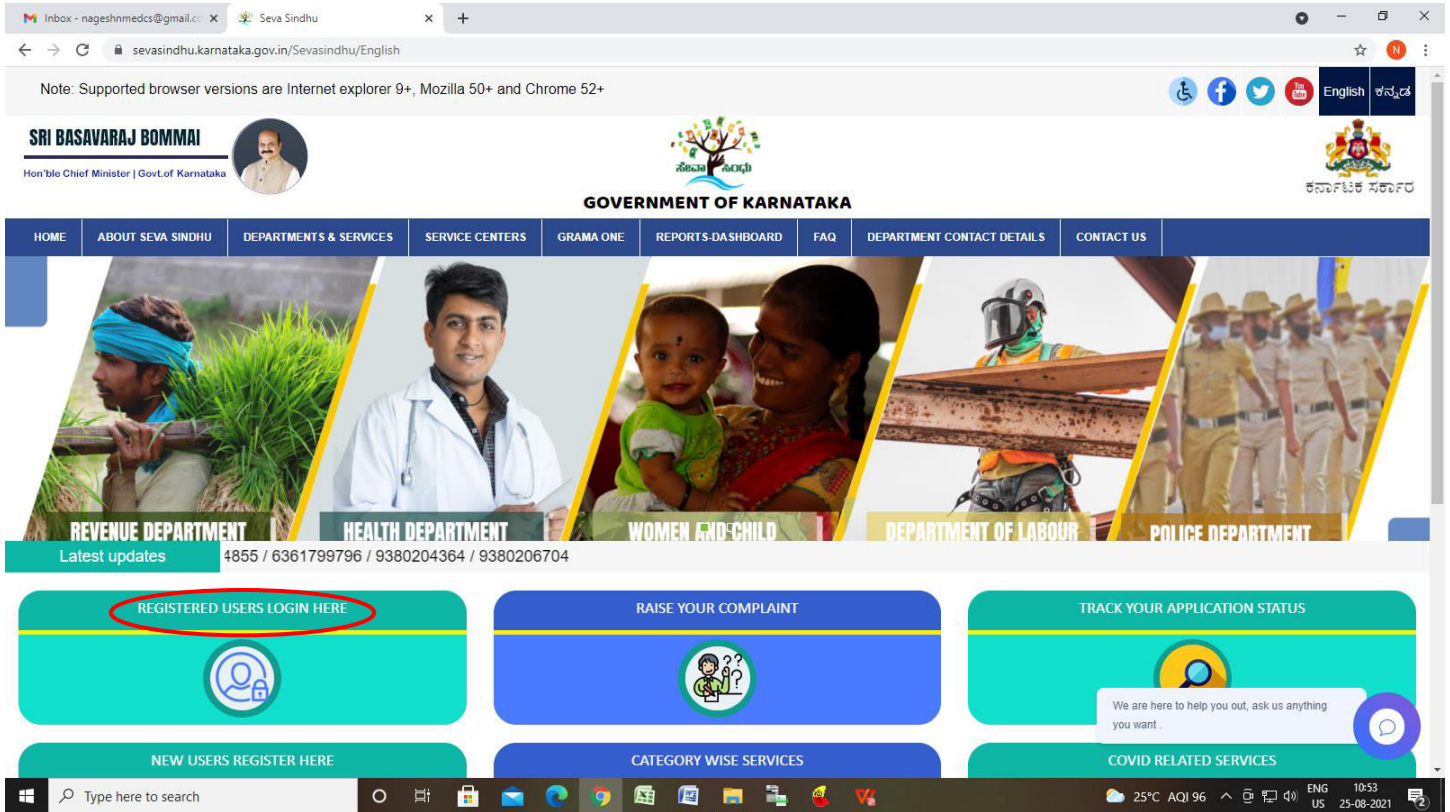 Inbox - nageshnmedcs@gmail.cc
Seva Sindhu
sevasindhu.karnataka.gov.in/Sevasindhu/English
N
Note: Supported browser versions are Internet explorer 9+, Mozilla 50+ and Chrome 52+
You Tube
English
ಕನ್ನಡ
SRI BASAVARAJ BOMMAI
Hon'ble Chief Minister | Govt.of Karnataka
ಸೇವಾ ಸಿಂಧು
GOVERNMENT OF KARNATAKA
ಕರ್ನಾಟಕ ಸರ್ಕಾರ
HOME ABOUT SEVA SINDHU DEPARTMENTS & SERVICES SERVICE CENTERS GRAMA ONE REPORTS-DASHBOARD FAQ DEPARTMENT CONTACT DETAILS CONTACT US
REVENUE DEPARTMENT HEALTH DEPARTMENT WOMEN AND CHILD DEPARTMENT OF LABOUR POLICE DEPARTMENT
Latest updates 4855 / 6361799796 / 9380204364 / 9380206704
REGISTERED USERS LOGIN HERE RAISE YOUR COMPLAINT TRACK YOUR APPLICATION STATUS
We are here to help you out, ask us anything
you want .
NEW USERS REGISTER HERE CATEGORY WISE SERVICES COVID RELATED SERVICES
Type here to search
25°C AQI 96
ENG
US
10:53
25-08-2021
2